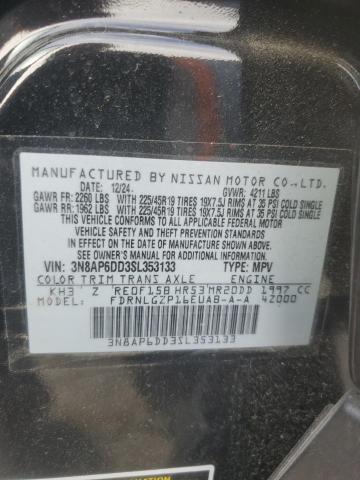 MANUFACTURED BY NISSAN MOTOR CO.,LTD.
DATE: 12/24 GVWR: 4211 LBS
GAWR FR: 2260 LBS WITH 225/45R19 TIRES 19X7.5J RIMS AT 35 PSI COLD SINGLE
GAWR RR: 1962 LBS WITH 225/45R19 TIRES 19X7.5J RIMS AT 35 PSI COLD SINGLE
THIS VEHICLE CONFORMS TO ALL APPLICABLE FEDERAL MOTOR
VEHICLE SAFETY, BUMPER, AND THEFT PREVENTION
STANDARDS IN EFFECT ON THE DATE OF MANUFACTURE SHOWN ABOVE.
SEE OWNER'S MANUAL FOR ADDITIONAL INFORMATION.
VIN: 3N8AP6DD3SL353133 TYPE: MPV
COLOR TRIM TRANS AXLE ENGINE
KH3 Z RE0F15B HR53 MR20DD 1997 CC
FDRNLGZP16EUAB-A-A 4Z000
3N8AP6DD3SL353133